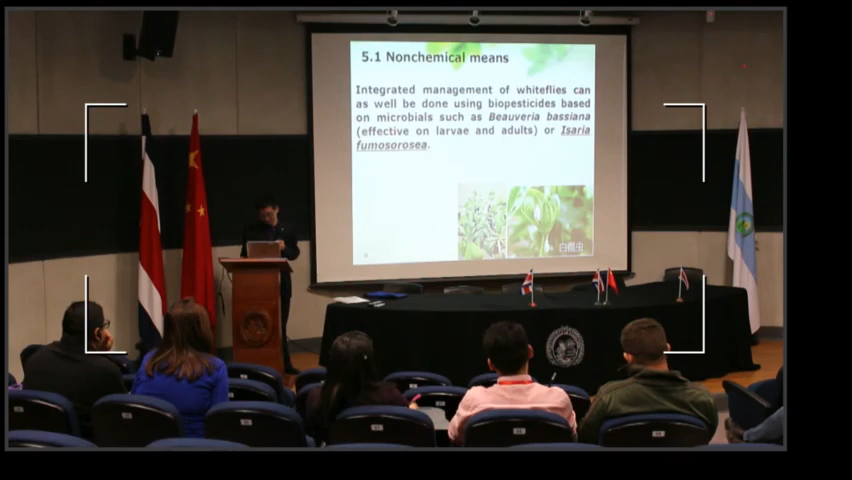 5.1 Nonchemical means
Integrated management of whiteflies can
as well be done using biopesticides based
on microbials such as Beauveria bassiana
(effective on larvae and adults) or Isaria
fumosorosea.
白粉虱